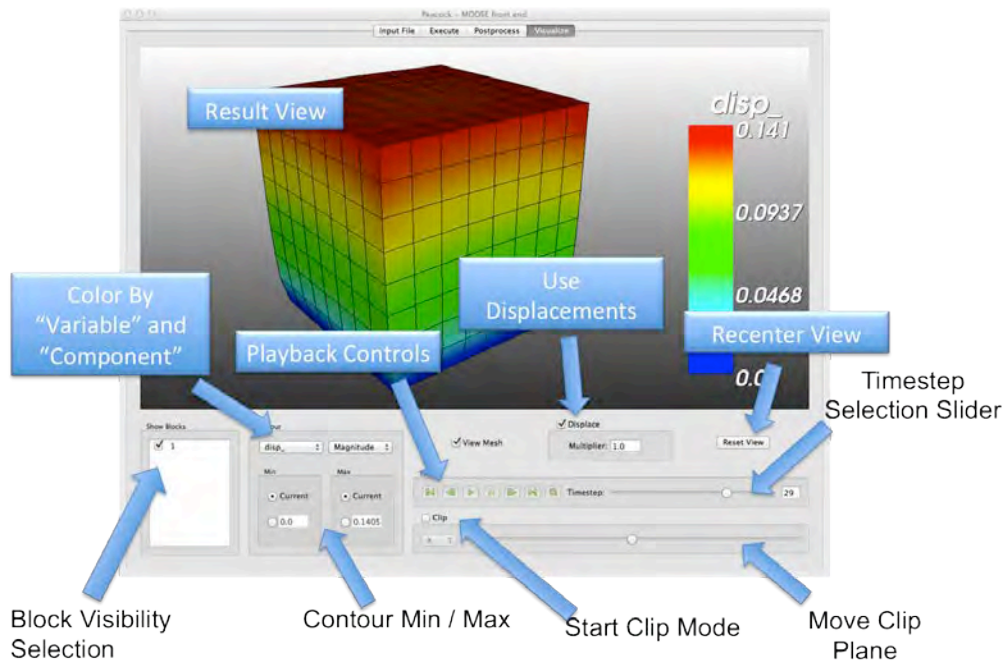 Peacock – MOOSE front end
Input File Execute Postprocess Visualize
Result View
disp_
0.141
0.0937
0.0468
Color By
"Variable" and
"Component"
Use
Displacements
Playback Controls
Recenter View
Timestep
Selection Slider
Show Blocks
1
disp_
Magnitude
Min
Max
Current
Current
0.0
0.1405
View Mesh
Displace
Multiplier: 1.0
Reset View
Timestep:
29
Clip
Block Visibility
Selection
Contour Min / Max
Start Clip Mode
Move Clip
Plane